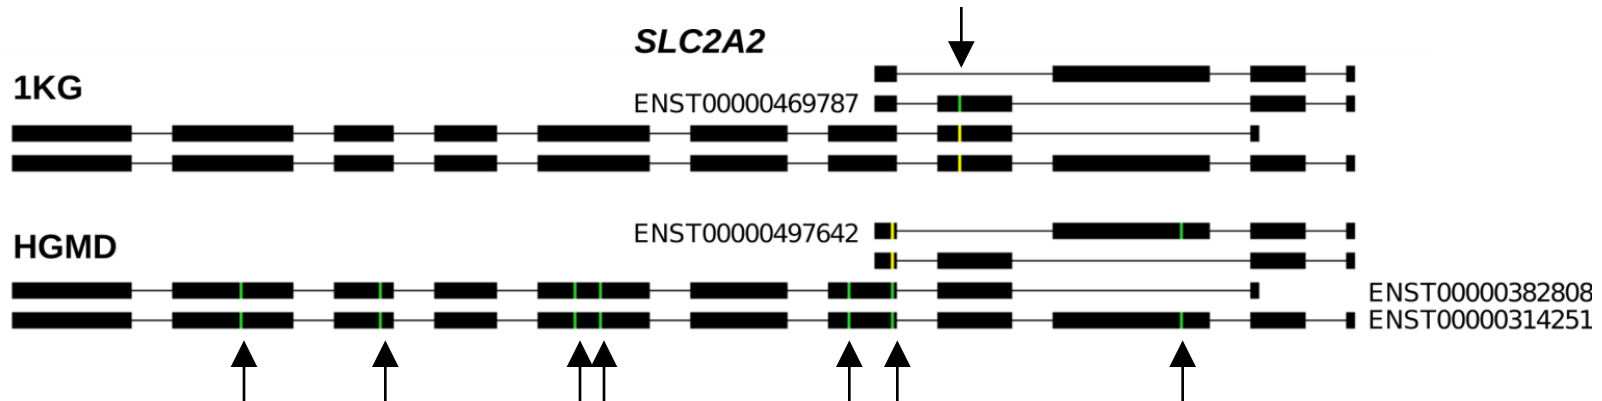 SLC2A2
1KG
ENST00000469787
HGMD
ENST00000497642
ENST00000382808
ENST00000314251